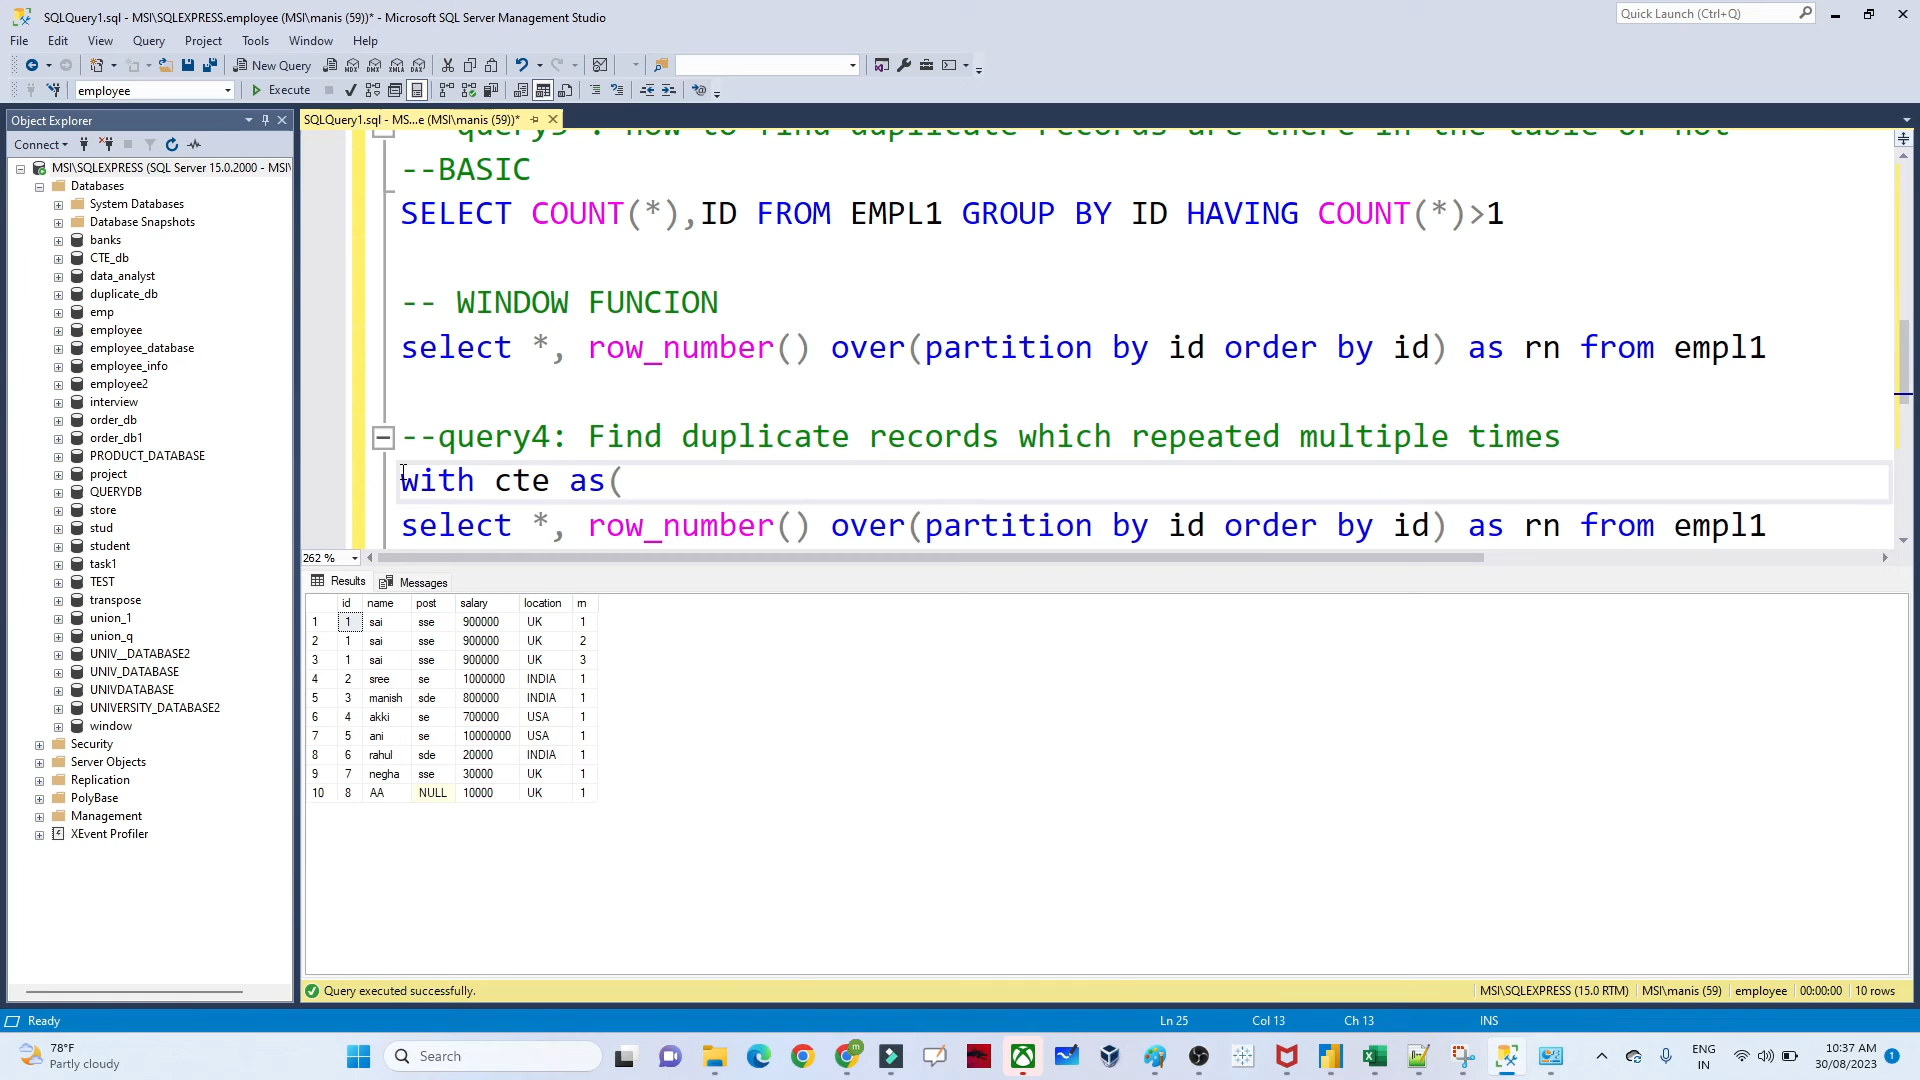 SQLQuery1.sql - MSI\SQLEXPRESS.employee (MSI\manis (59))* - Microsoft SQL Server Management Studio
Quick Launch (Ctrl+Q)
File Edit View Query Project Tools Window Help
New Query
employee Execute
Object Explorer
SQLQuery1.sql - MS...e (MSI\manis (59))*
Connect
MSI\SQLEXPRESS (SQL Server 15.0.2000 - MSI\
Databases
System Databases
Database Snapshots
banks
CTE_db
data_analyst
duplicate_db
emp
employee
employee_database
employee_info
employee2
interview
order_db
order_db1
PRODUCT_DATABASE
project
QUERYDB
store
stud
student
task1
TEST
transpose
union_1
union_q
UNIV__DATABASE2
UNIV_DATABASE
UNIVDATABASE
UNIVERSITY_DATABASE2
window
Security
Server Objects
Replication
PolyBase
Management
XEvent Profiler
how to find duplicate records are there in the table or not
--BASIC
SELECT COUNT(*),ID FROM EMPL1 GROUP BY ID HAVING COUNT(*)>1
-- WINDOW FUNCION
select *, row_number() over(partition by id order by id) as rn from empl1
--query4: Find duplicate records which repeated multiple times
with cte as(
select *, row_number() over(partition by id order by id) as rn from empl1
262 %
Results Messages
id name post salary location rn
1 1 sai sse 900000 UK 1
2 1 sai sse 900000 UK 2
3 1 sai sse 900000 UK 3
4 2 sree se 1000000 INDIA 1
5 3 manish sde 800000 INDIA 1
6 4 akki se 700000 USA 1
7 5 ani se 10000000 USA 1
8 6 rahul sde 20000 INDIA 1
9 7 negha sse 30000 UK 1
10 8 AA NULL 10000 UK 1
Query executed successfully.
MSI\SQLEXPRESS (15.0 RTM) MSI\manis (59) employee 00:00:00 10 rows
Ready Ln 25 Col 13 Ch 13 INS
78°F
Partly cloudy
Search
ENG
IN
10:37 AM
30/08/2023
1